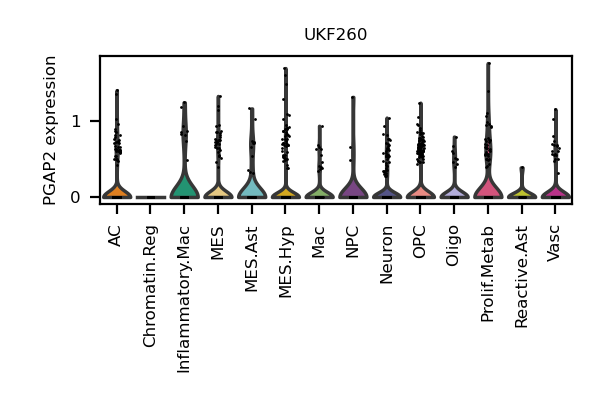 UKF260
PGAP2 expression
1
0
AC
Chromatin.Reg
Inflammatory.Mac
MES
MES.Ast
MES.Hyp
Mac
NPC
Neuron
OPC
Oligo
Prolif.Metab
Reactive.Ast
Vasc